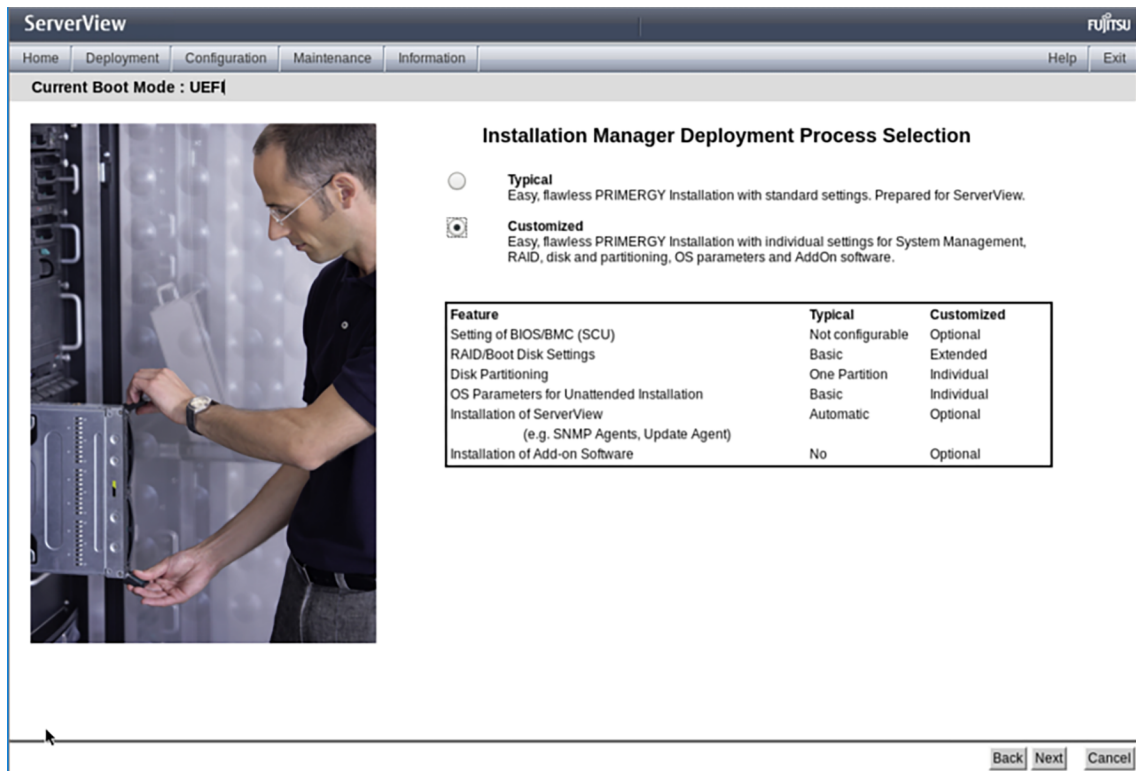 ServerView
FUJITSU
Home Deployment Configuration Maintenance Information Help Exit
Current Boot Mode : UEFI
Installation Manager Deployment Process Selection
Typical
Easy, flawless PRIMERGY Installation with standard settings. Prepared for ServerView.
Customized
Easy, flawless PRIMERGY Installation with individual settings for System Management,
RAID, disk and partitioning, OS parameters and AddOn software.
Feature Typical Customized
Setting of BIOS/BMC (SCU) Not configurable Optional
RAID/Boot Disk Settings Basic Extended
Disk Partitioning One Partition Individual
OS Parameters for Unattended Installation Basic Individual
Installation of ServerView Automatic Optional
(e.g. SNMP Agents, Update Agent)
Installation of Add-on Software No Optional
Back Next Cancel